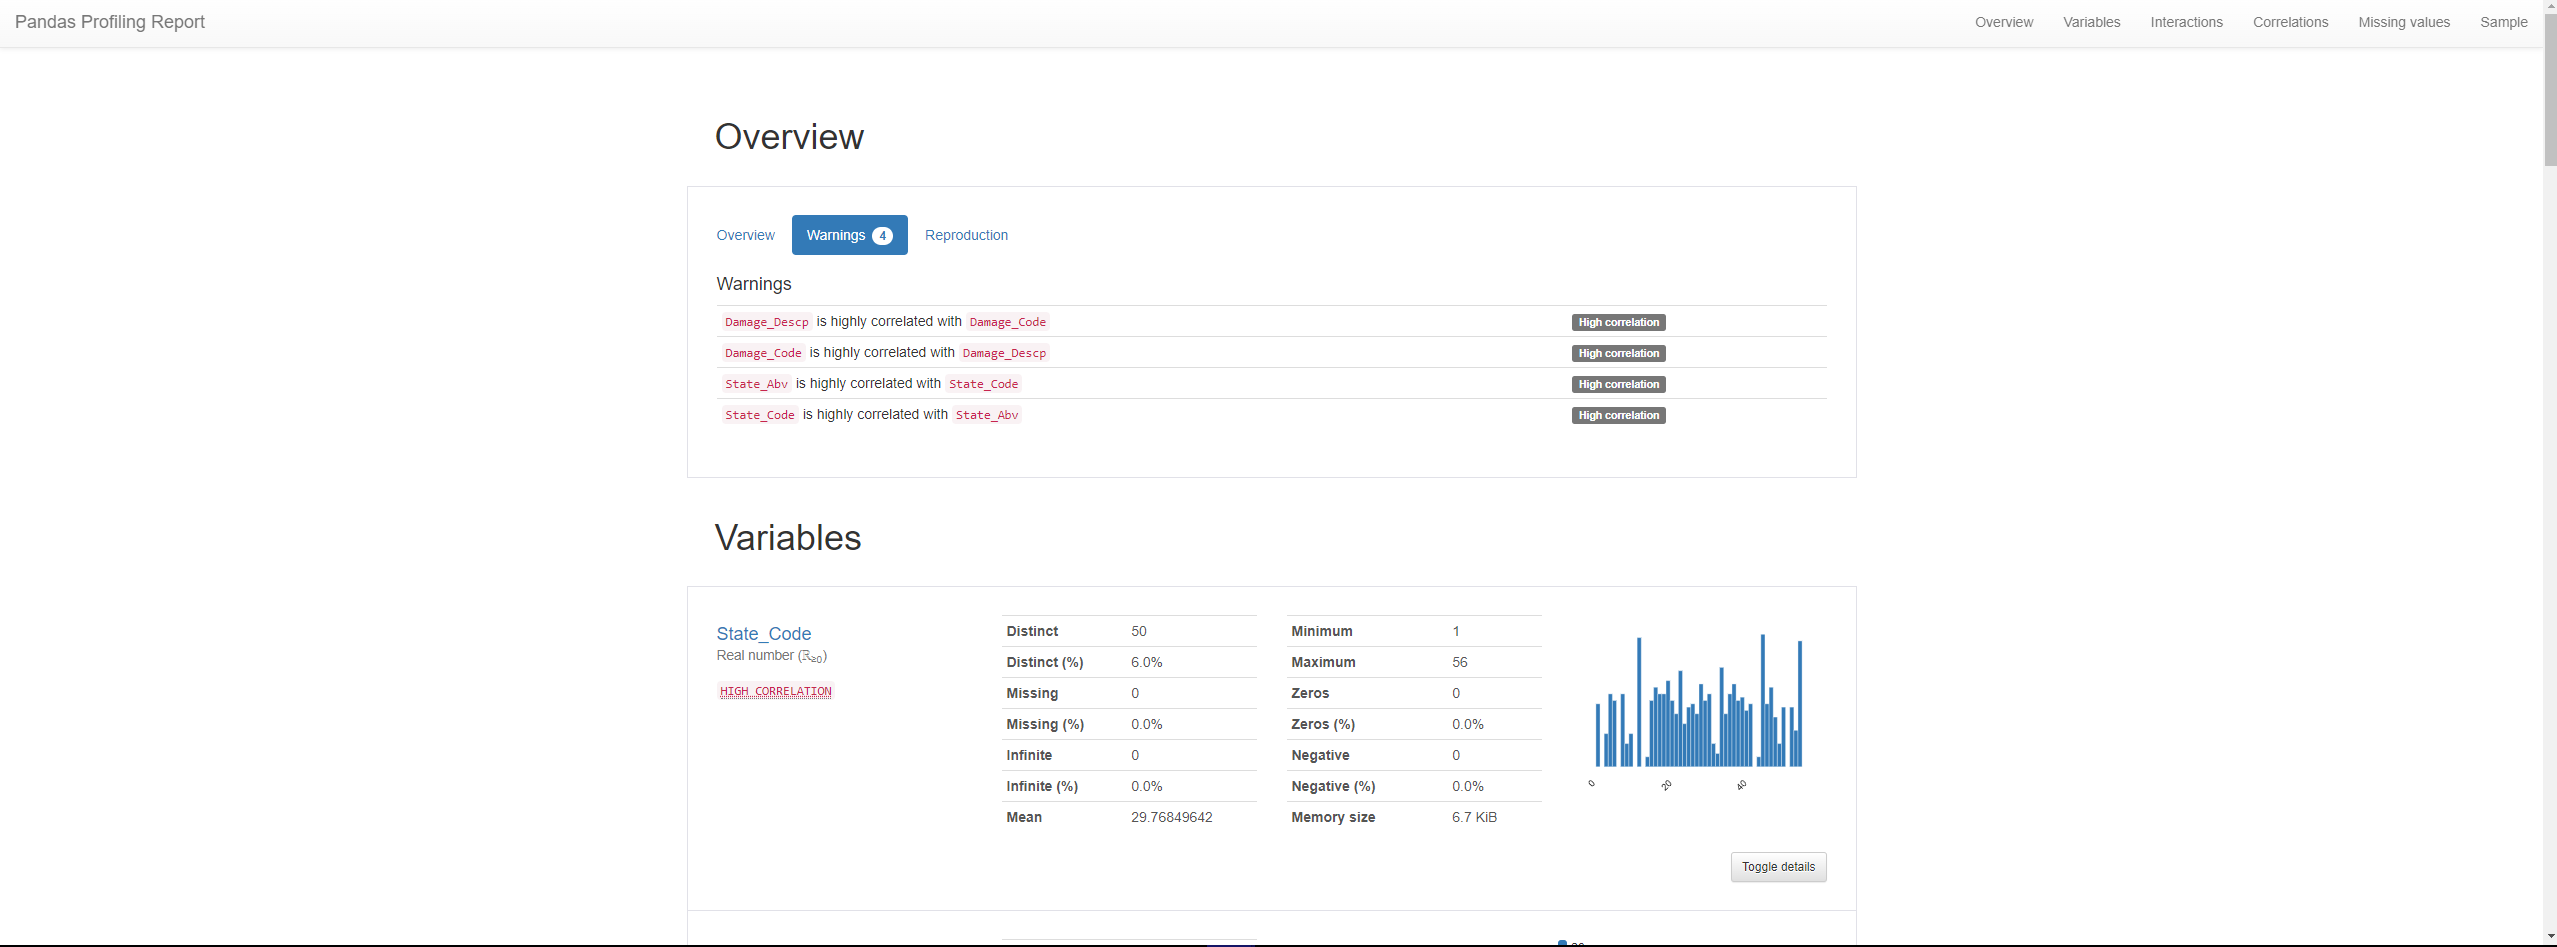 Pandas Profiling Report
Overview Variables Interactions Correlations Missing values Sample
Overview
Overview Warnings 4 Reproduction
Warnings
Damage_Descp is highly correlated with Damage_Code High correlation
Damage_Code is highly correlated with Damage_Descp High correlation
State_Abv is highly correlated with State_Code High correlation
State_Code is highly correlated with State_Abv High correlation
Variables
State_Code
Real number (ℝ≥0)
HIGH CORRELATION
Distinct 50
Distinct (%) 6.0%
Missing 0
Missing (%) 0.0%
Infinite 0
Infinite (%) 0.0%
Mean 29.76849642
Minimum 1
Maximum 56
Zeros 0
Zeros (%) 0.0%
Negative 0
Negative (%) 0.0%
Memory size 6.7 KiB
0 20 40
Toggle details